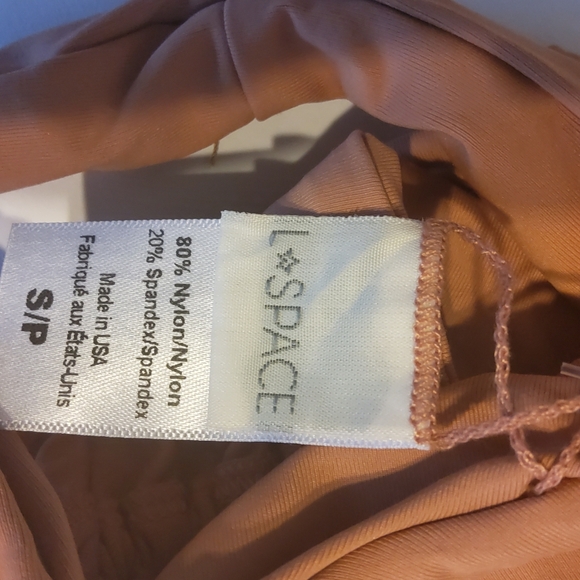 L✧SPACE
80% Nylon/Nylon
20% Spandex/Spandex
Made in USA
Fabriqué aux États-Unis
S/P